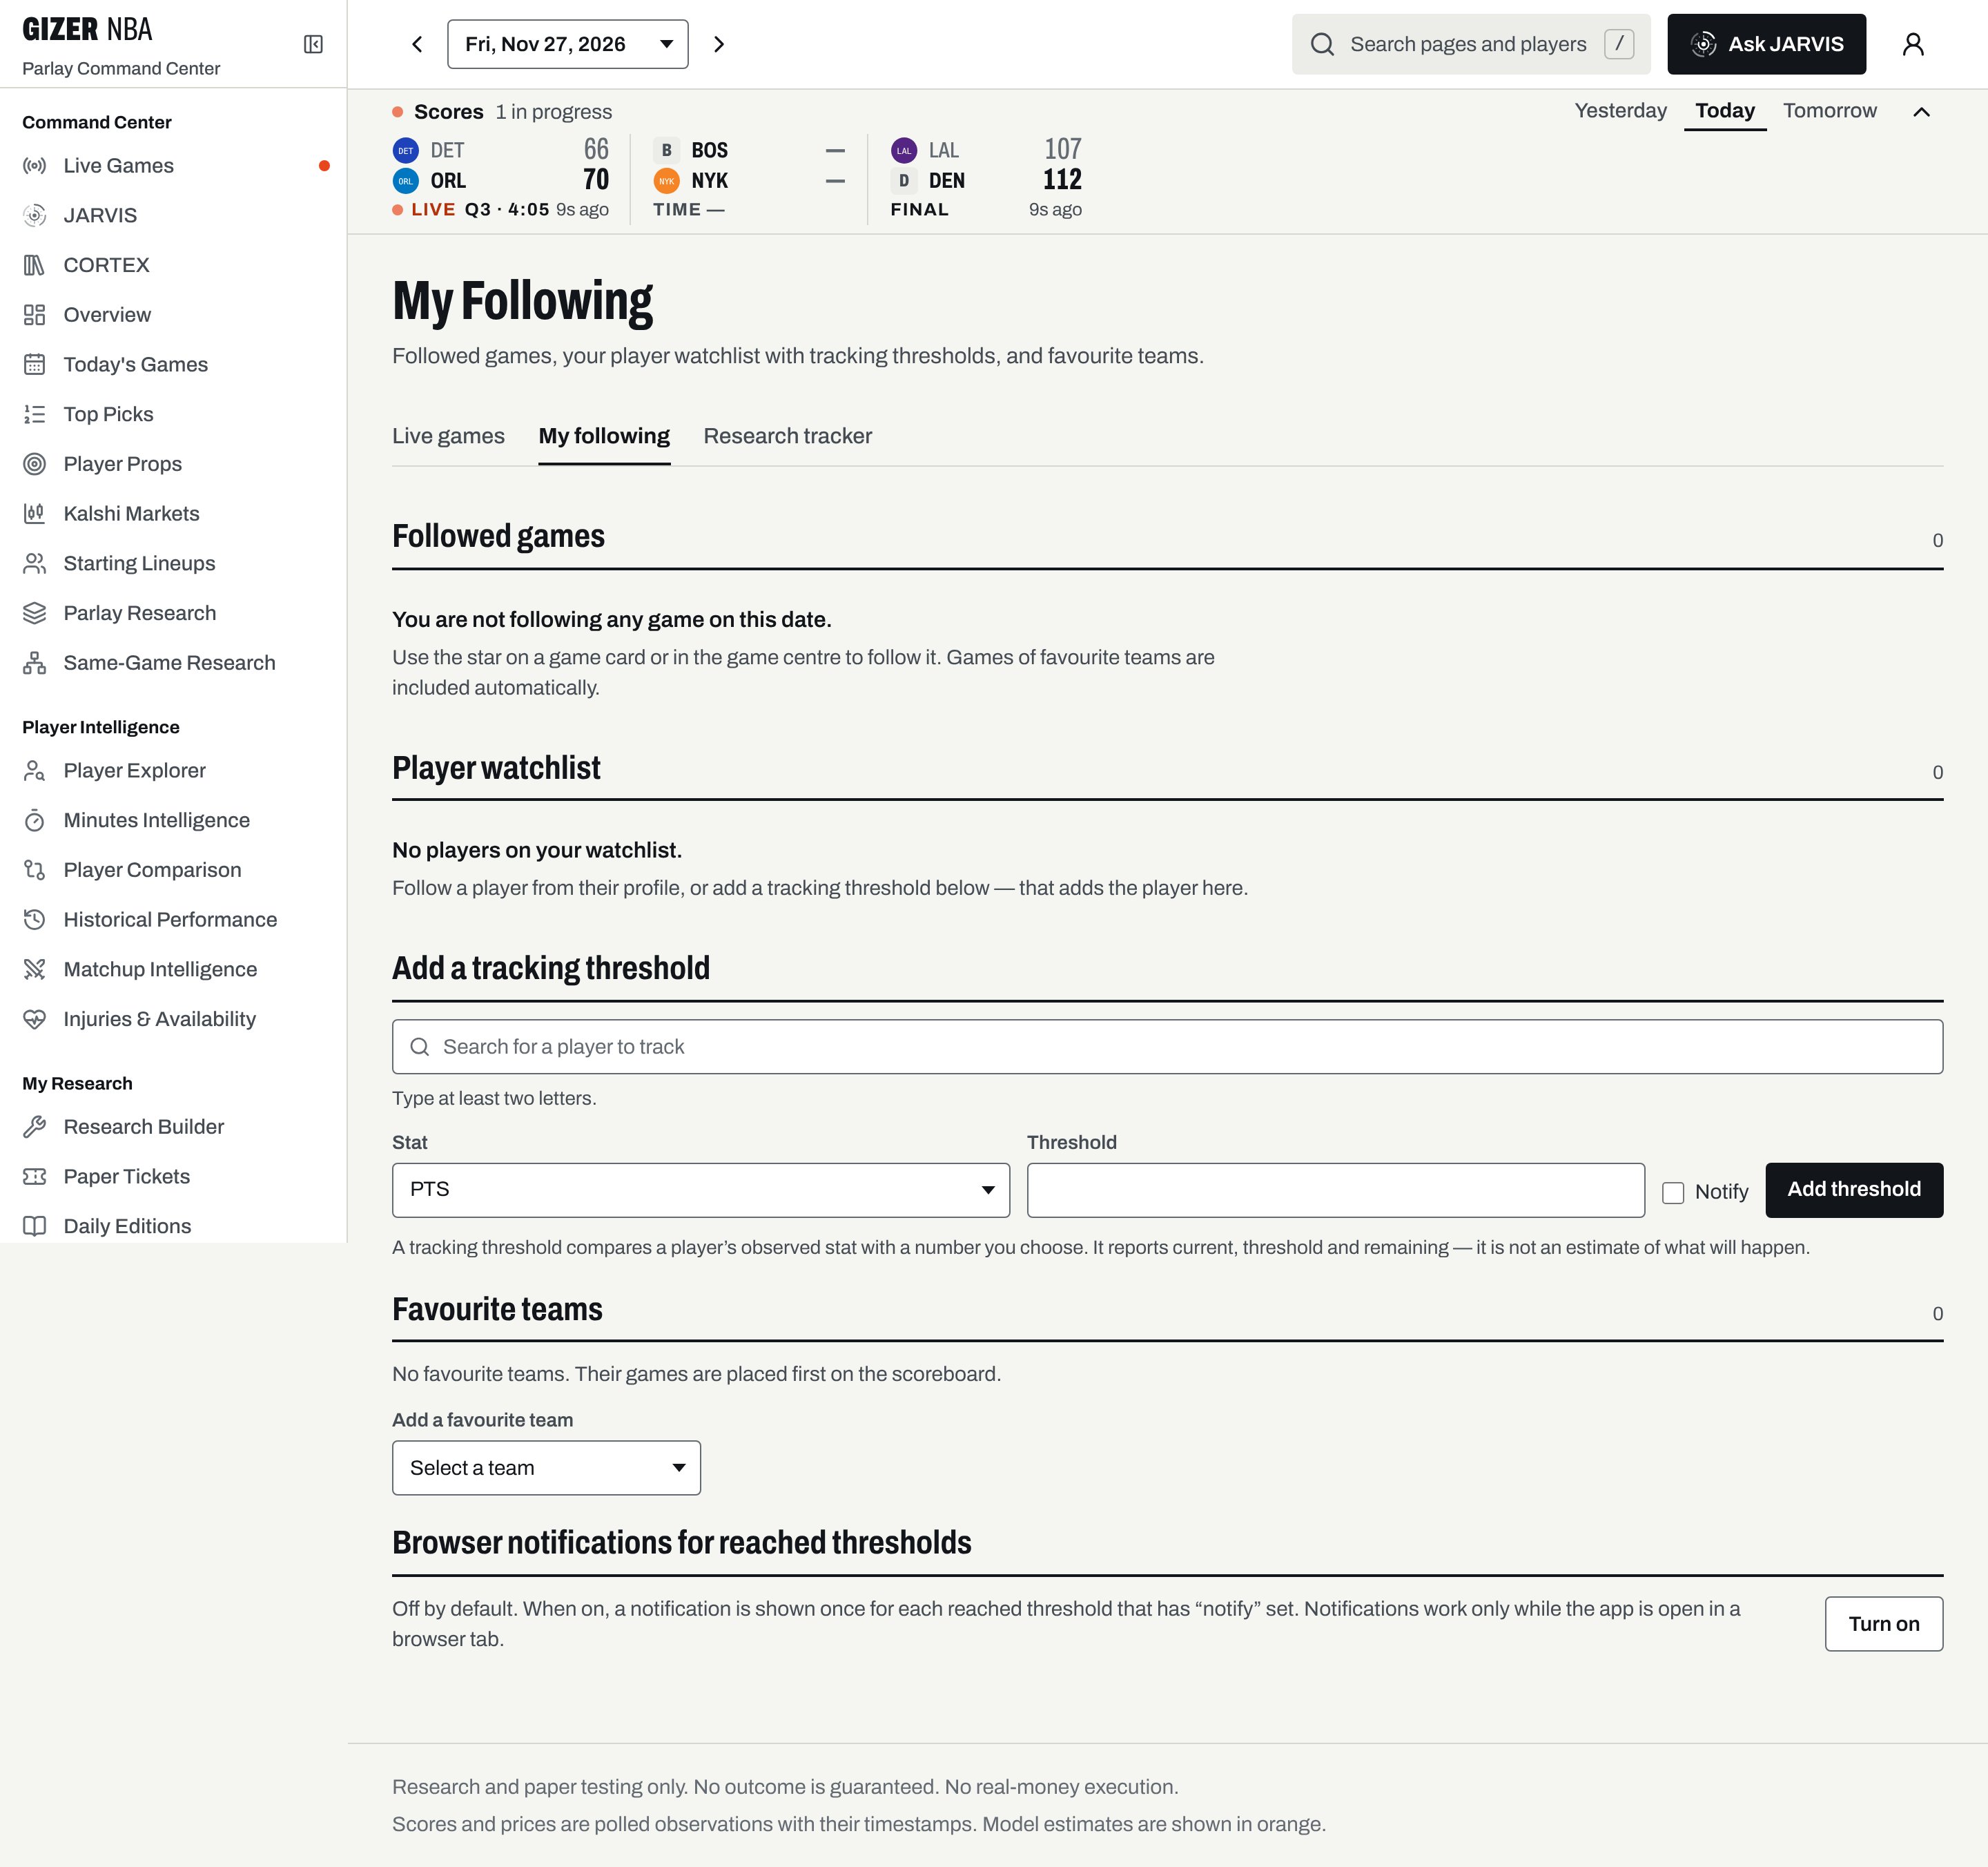 GIZER NBA
Parlay Command Center
Fri, Nov 27, 2026
Search pages and players /
Ask JARVIS
Command Center
Live Games
JARVIS
CORTEX
Overview
Today's Games
Top Picks
Player Props
Kalshi Markets
Starting Lineups
Parlay Research
Same-Game Research
Player Intelligence
Player Explorer
Minutes Intelligence
Player Comparison
Historical Performance
Matchup Intelligence
Injuries & Availability
My Research
Research Builder
Paper Tickets
Daily Editions
Scores 1 in progress
Yesterday Today Tomorrow
DET DET 66
ORL ORL 70
LIVE Q3 · 4:05 9s ago
B BOS —
NYK NYK —
TIME —
LAL LAL 107
D DEN 112
FINAL 9s ago
My Following
Followed games, your player watchlist with tracking thresholds, and favourite teams.
Live games My following Research tracker
Followed games 0
You are not following any game on this date.
Use the star on a game card or in the game centre to follow it. Games of favourite teams are
included automatically.
Player watchlist 0
No players on your watchlist.
Follow a player from their profile, or add a tracking threshold below — that adds the player here.
Add a tracking threshold
Search for a player to track
Type at least two letters.
Stat Threshold
PTS Notify Add threshold
A tracking threshold compares a player’s observed stat with a number you choose. It reports current, threshold and remaining — it is not an estimate of what will happen.
Favourite teams 0
No favourite teams. Their games are placed first on the scoreboard.
Add a favourite team
Select a team
Browser notifications for reached thresholds
Off by default. When on, a notification is shown once for each reached threshold that has “notify” set. Notifications work only while the app is open in a
browser tab.
Turn on
Research and paper testing only. No outcome is guaranteed. No real-money execution.
Scores and prices are polled observations with their timestamps. Model estimates are shown in orange.